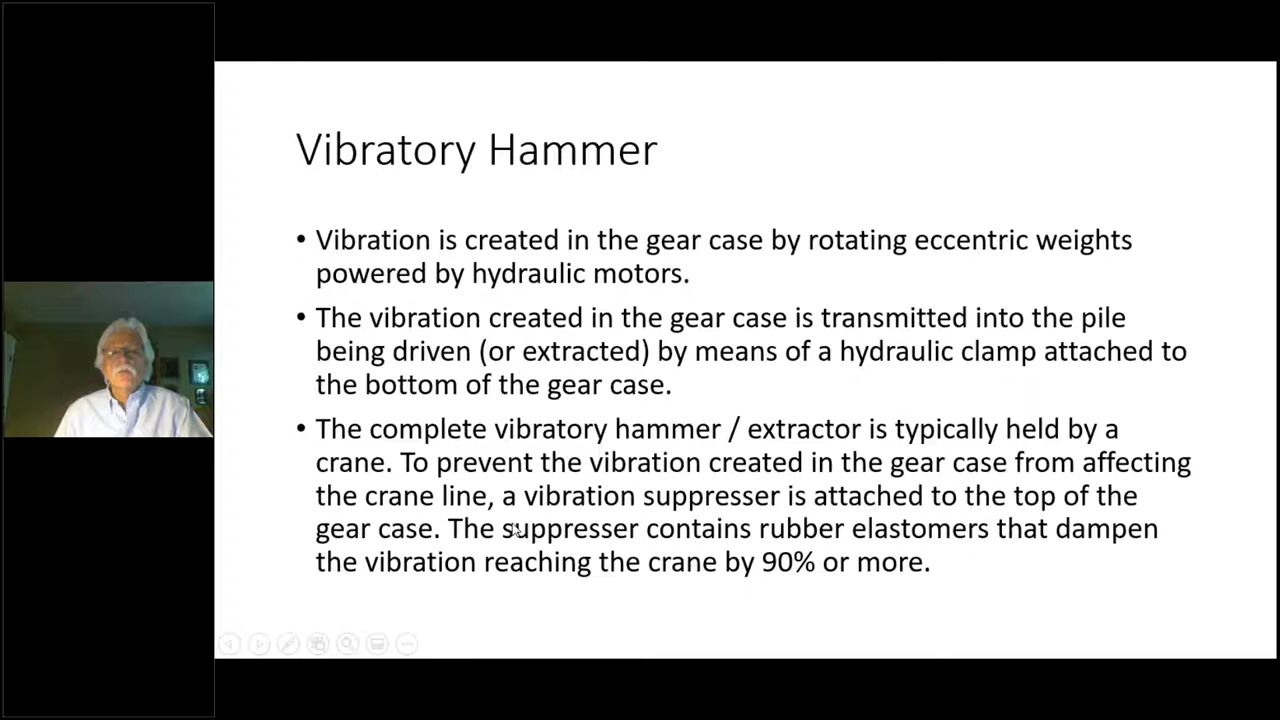 Vibratory Hammer
• Vibration is created in the gear case by rotating eccentric weights
powered by hydraulic motors.
• The vibration created in the gear case is transmitted into the pile
being driven (or extracted) by means of a hydraulic clamp attached to
the bottom of the gear case.
• The complete vibratory hammer / extractor is typically held by a
crane. To prevent the vibration created in the gear case from affecting
the crane line, a vibration suppresser is attached to the top of the
gear case. The suppresser contains rubber elastomers that dampen
the vibration reaching the crane by 90% or more.